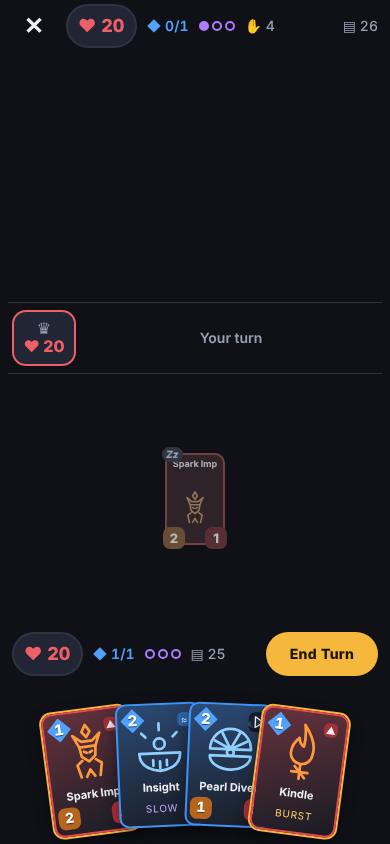 20 0/1 4 26
20
Your turn
Zz
Spark Imp
2 1
20 1/1 25 End Turn
1 2 2 1
Spark Imp Insight Pearl Dive Kindle
SLOW BURST
2 1